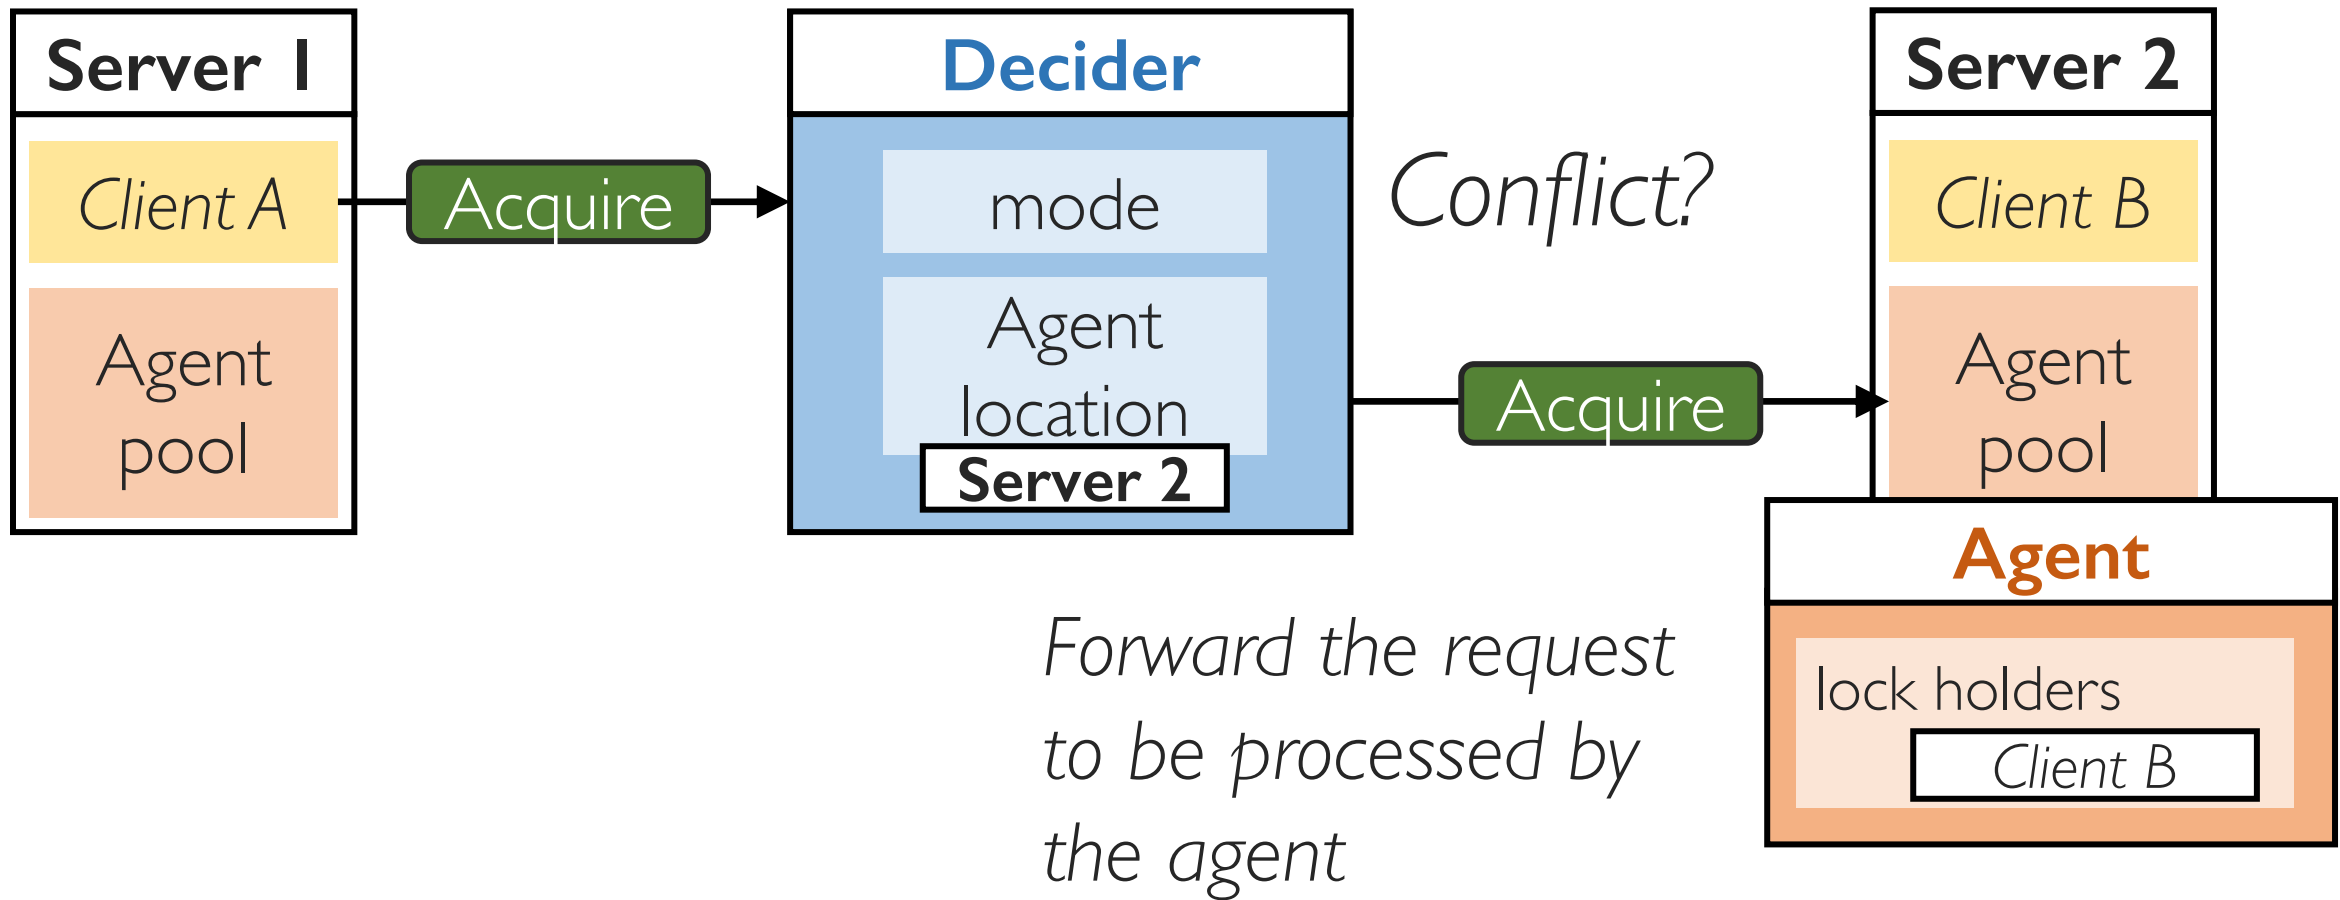 Server 1
Client A
Agent
pool
Acquire
Decider
mode
Agent
location
Server 2
Conflict?
Acquire
Server 2
Client B
Agent
pool
Agent
lock holders
Client B
Forward the request
to be processed by
the agent